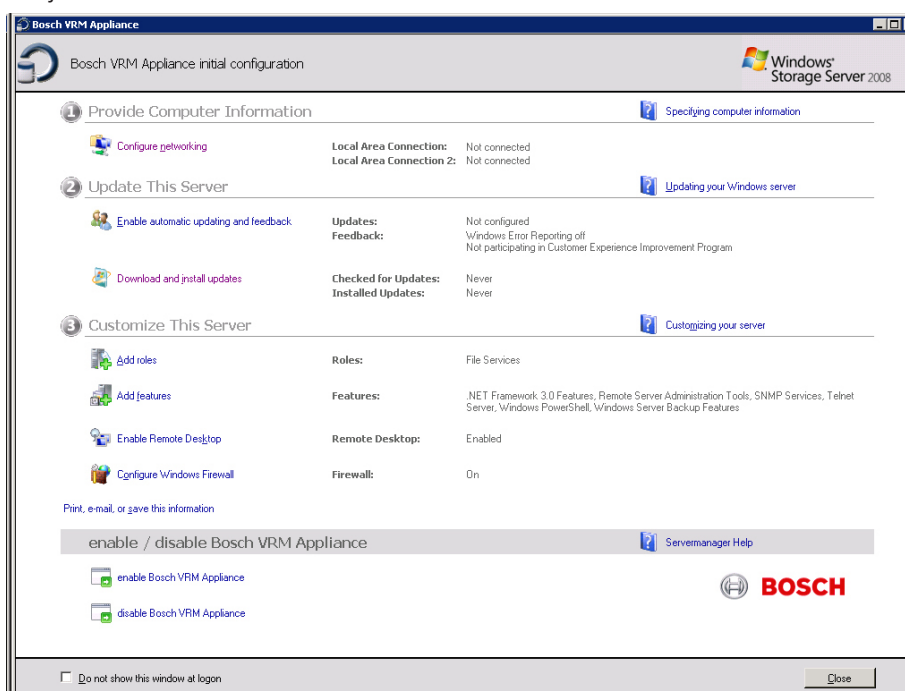 Bosch VRM Appliance
Bosch VRM Appliance initial configuration
Windows®
Storage Server 2008
1 Provide Computer Information
Specifying computer information
Configure networking
Local Area Connection: Not connected
Local Area Connection 2: Not connected
2 Update This Server
Updating your Windows server
Enable automatic updating and feedback
Updates: Not configured
Feedback: Windows Error Reporting off
Not participating in Customer Experience Improvement Program
Download and install updates
Checked for Updates: Never
Installed Updates: Never
3 Customize This Server
Customizing your server
Add roles
Roles: File Services
Add features
Features: .NET Framework 3.0 Features, Remote Server Administration Tools, SNMP Services, Telnet
Server, Windows PowerShell, Windows Server Backup Features
Enable Remote Desktop
Remote Desktop: Enabled
Configure Windows Firewall
Firewall: On
Print, e-mail, or save this information
enable / disable Bosch VRM Appliance
Servermanager Help
enable Bosch VRM Appliance
BOSCH
disable Bosch VRM Appliance
Do not show this window at logon
Close